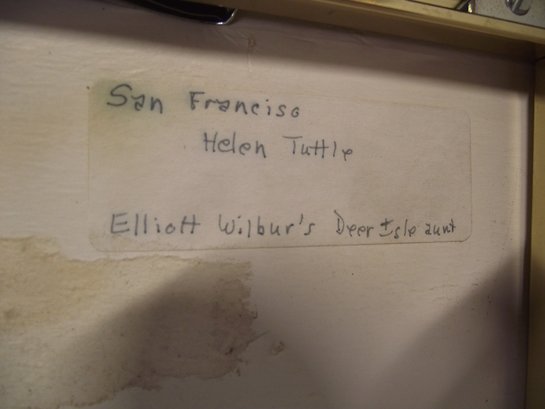 San Franciso
Helen Tuttle
Elliott Wilbur's Deer Isle aunt